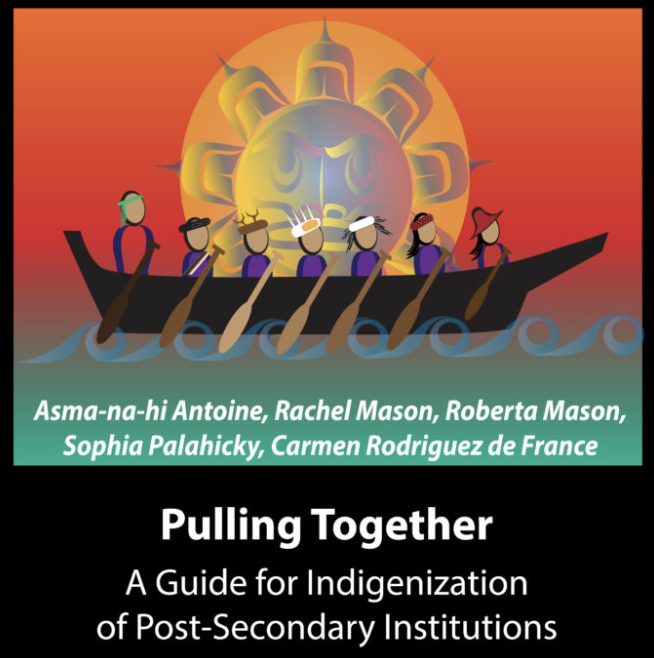 Asma-na-hi Antoine, Rachel Mason, Roberta Mason,
Sophia Palahicky, Carmen Rodriguez de France
Pulling Together
A Guide for Indigenization
of Post-Secondary Institutions